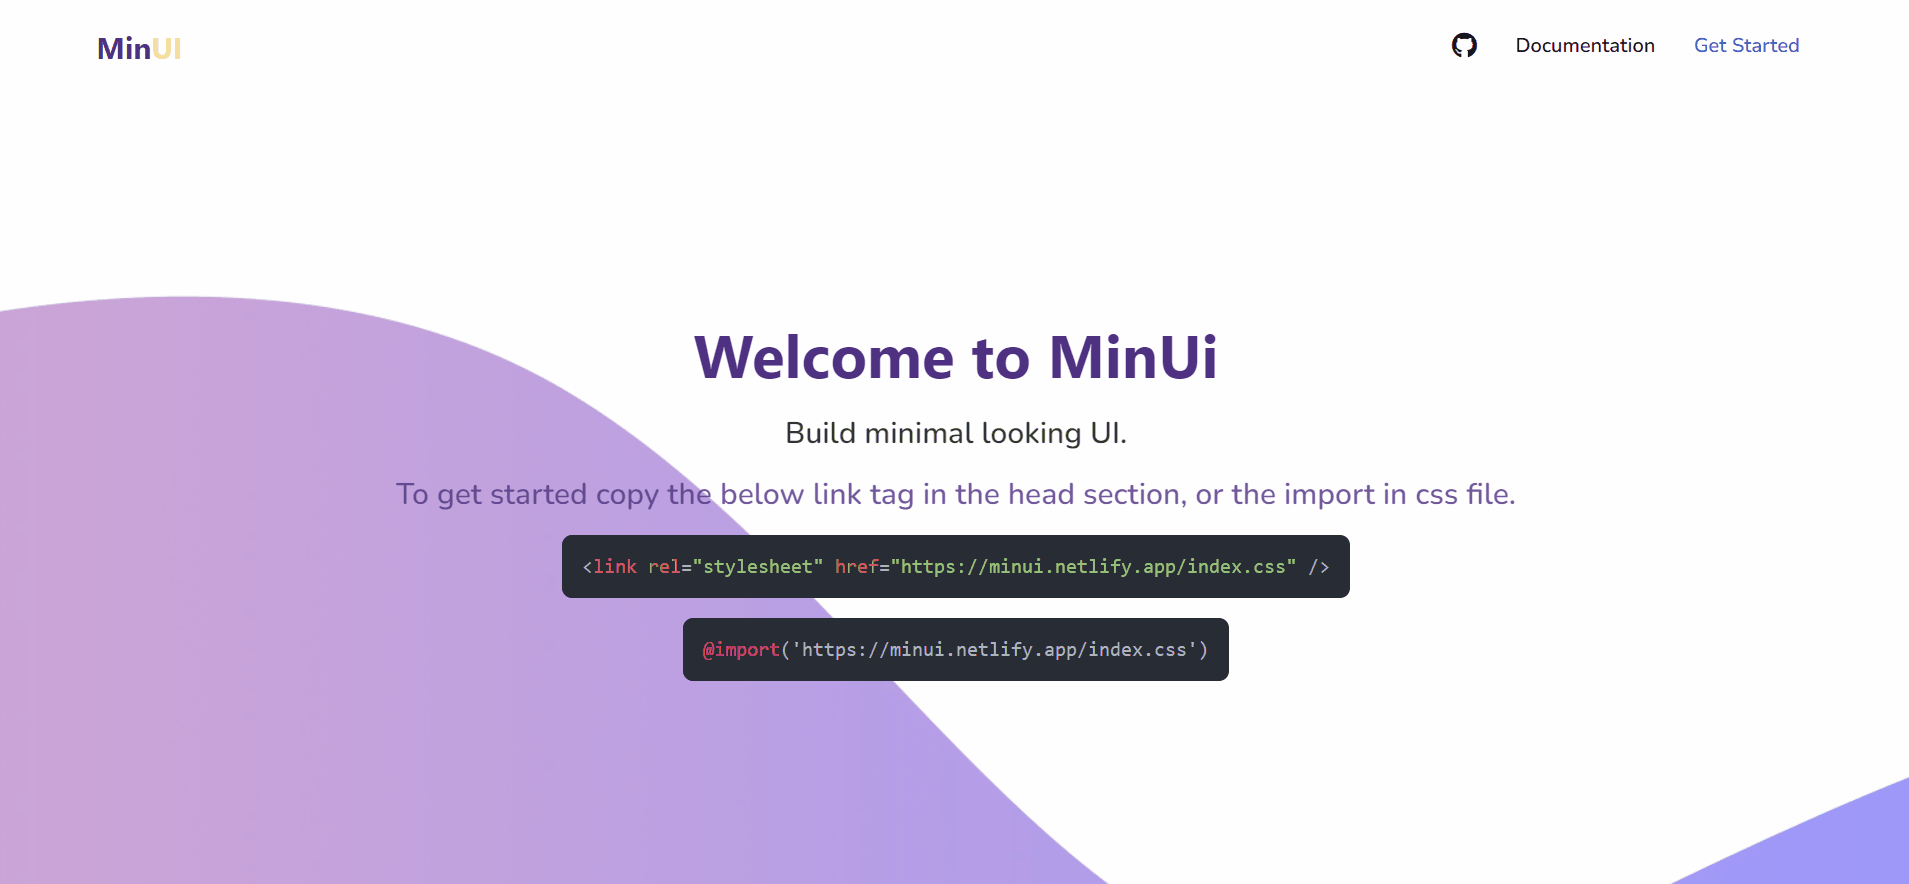 MinUI
Documentation
Get Started
Welcome to MinUi
Build minimal looking UI.
To get started copy the below link tag in the head section, or the import in css file.
<link rel="stylesheet" href="https://minui.netlify.app/index.css" />
@import('https://minui.netlify.app/index.css')